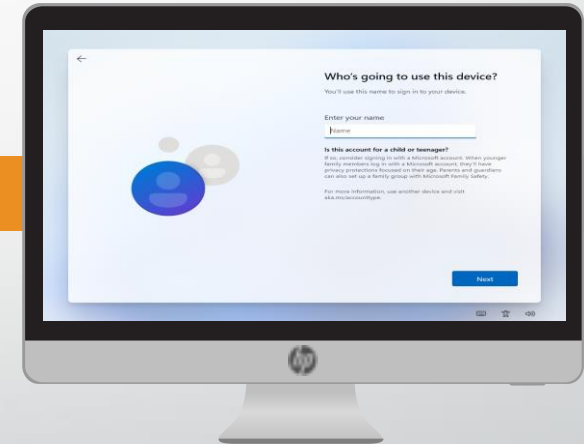 Who's going to use this device?
You'll use this name to sign in to your device.
Enter your name
Name
Is this account for a child or teenager?
If so, consider signing in with a Microsoft account. When younger
family members log in with a Microsoft account, they'll have
privacy protections focused on their age. Parents and guardians
can also set up a family group with Microsoft Family Safety.
For more information, use another device and visit
aka.ms/accounttype.
Next
hp